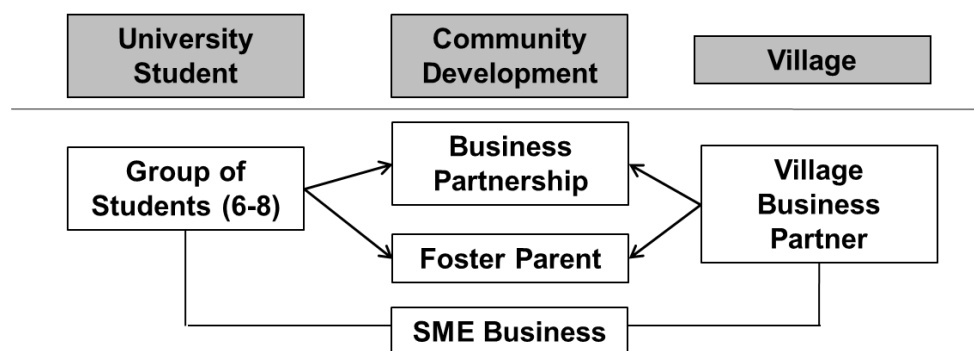 University
Student
Community
Development
Village
Group of
Students (6-8)
Business
Partnership
Foster Parent
Village
Business
Partner
SME Business